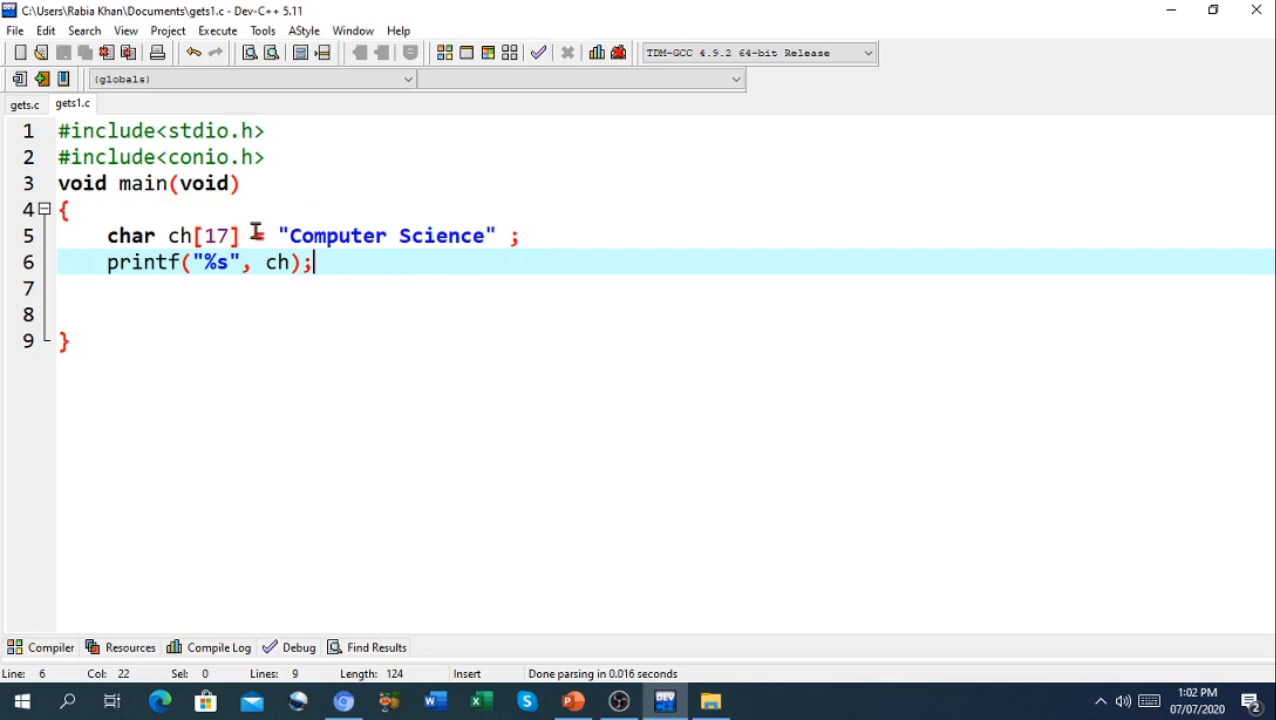 C:\Users\Rabia Khan\Documents\gets1.c - Dev-C++ 5.11
File Edit Search View Project Execute Tools AStyle Window Help
TDM-GCC 4.9.2 64-bit Release
(globals)
gets.c gets1.c
1 #include<stdio.h>
2 #include<conio.h>
3 void main(void)
4 {
5 char ch[17] = "Computer Science" ;
6 printf("%s", ch);
7
8
9 }
Compiler Resources Compile Log Debug Find Results
Line: 6 Col: 22 Sel: 0 Lines: 9 Length: 124 Insert Done parsing in 0.016 seconds
1:02 PM
07/07/2020
2